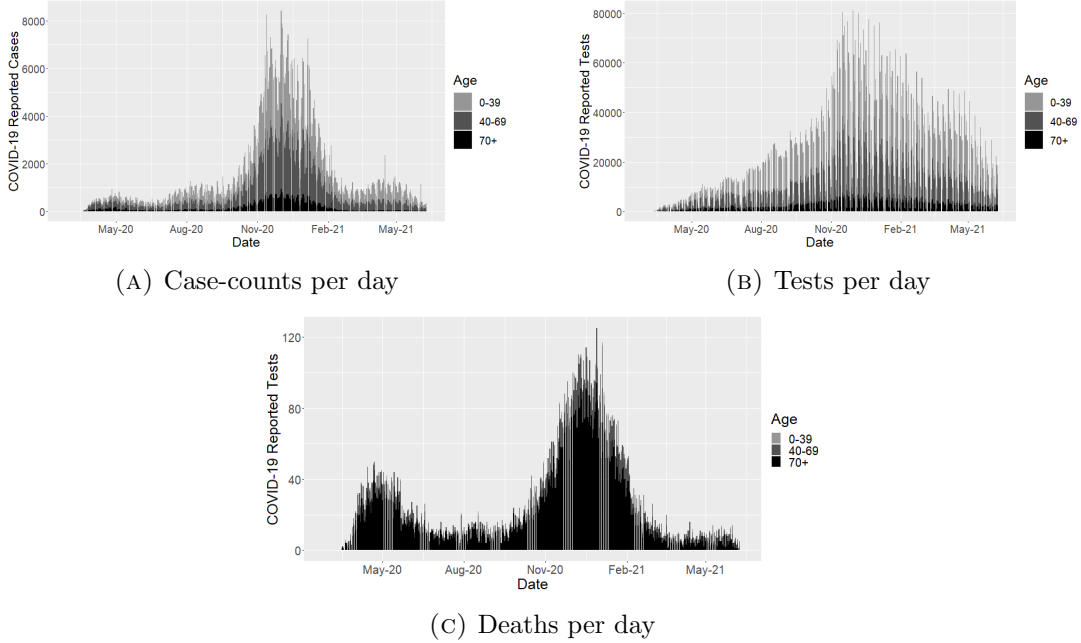 COVID-19 Reported Cases
8000
6000
4000
2000
0
May-20 Aug-20 Nov-20 Feb-21 May-21
Date
Age
0-39
40-69
70+
(A) Case-counts per day
COVID-19 Reported Tests
80000
60000
40000
20000
0
May-20 Aug-20 Nov-20 Feb-21 May-21
Date
Age
0-39
40-69
70+
(B) Tests per day
COVID-19 Reported Tests
120
80
40
0
May-20 Aug-20 Nov-20 Feb-21 May-21
Date
Age
0-39
40-69
70+
(C) Deaths per day